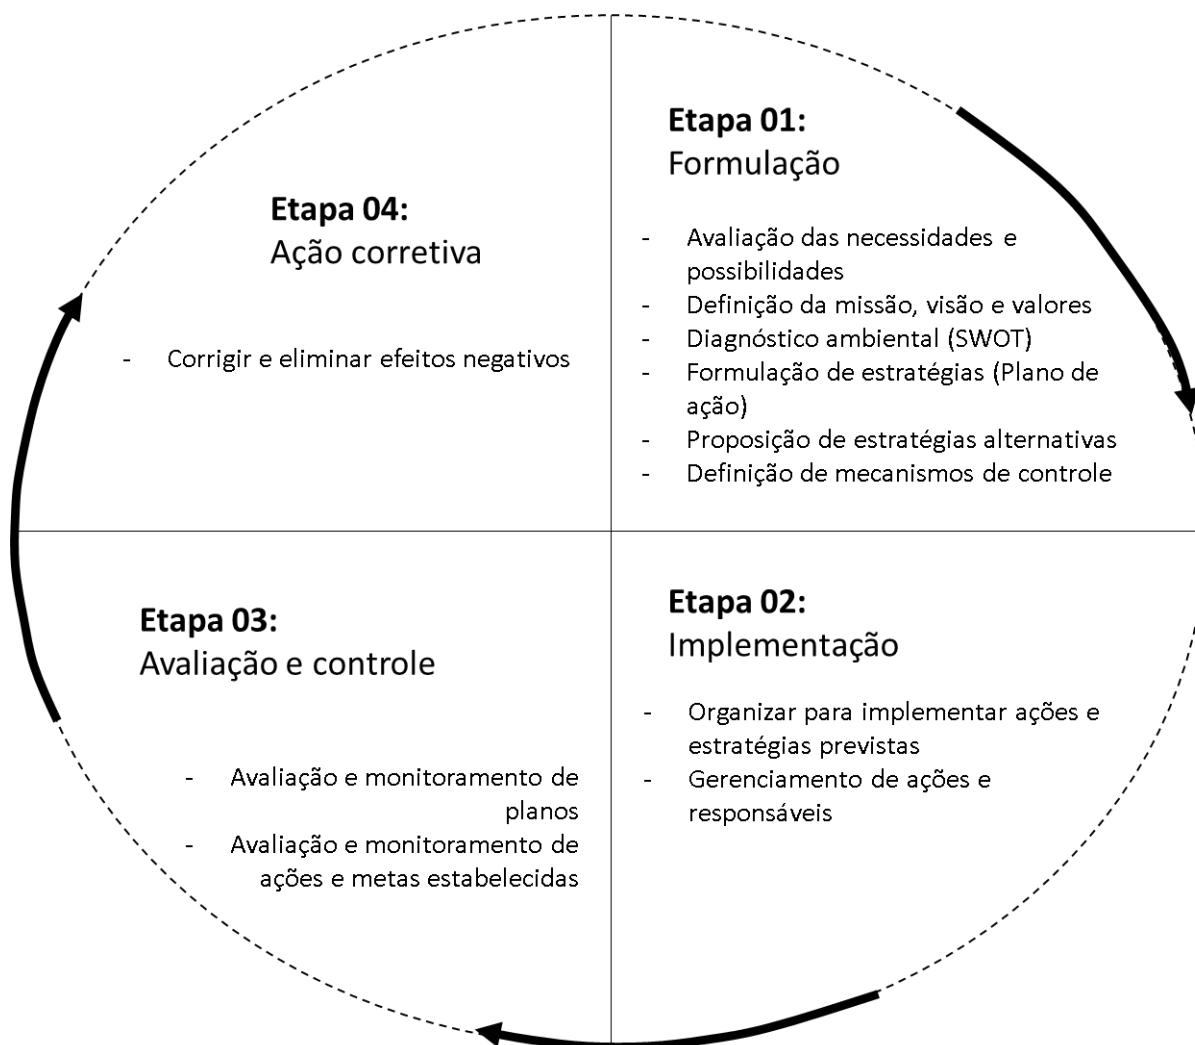 Etapa 01:
Formulação
- Avaliação das necessidades e
possibilidades
- Definição da missão, visão e valores
- Diagnóstico ambiental (SWOT)
- Formulação de estratégias (Plano de
ação)
- Proposição de estratégias alternativas
- Definição de mecanismos de controle
Etapa 02:
Implementação
- Organizar para implementar ações e
estratégias previstas
- Gerenciamento de ações e
responsáveis
Etapa 03:
Avaliação e controle
- Avaliação e monitoramento de
planos
- Avaliação e monitoramento de
ações e metas estabelecidas
Etapa 04:
Ação corretiva
- Corrigir e eliminar efeitos negativos